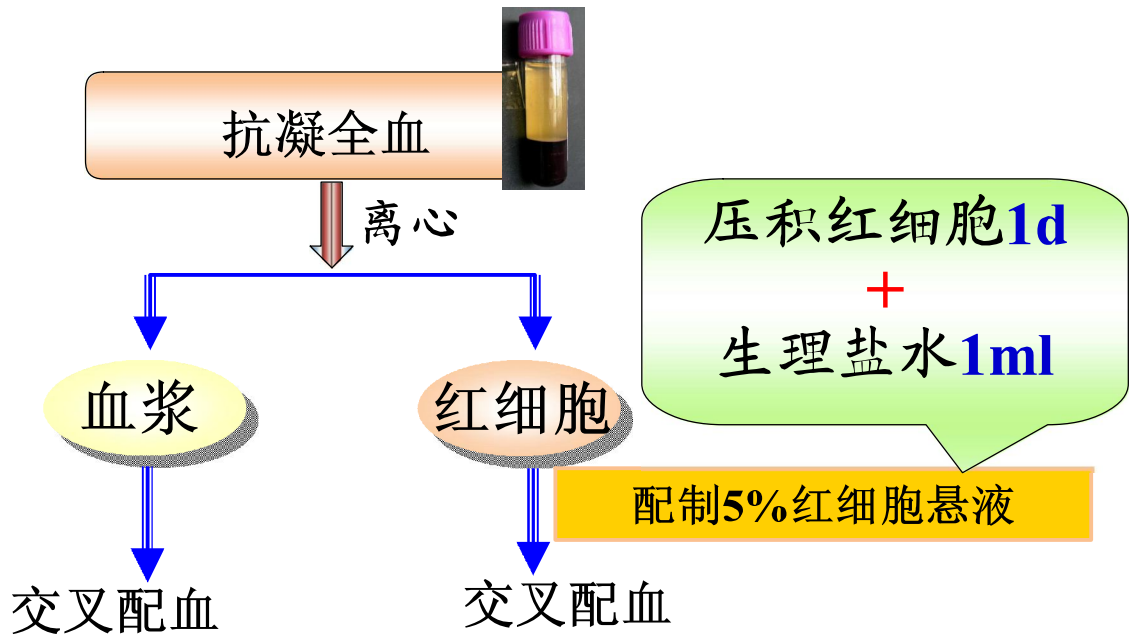 抗凝全血
离心
压积红细胞1d
+
生理盐水1ml
血浆
红细胞
配制5%红细胞悬液
交叉配血
交叉配血